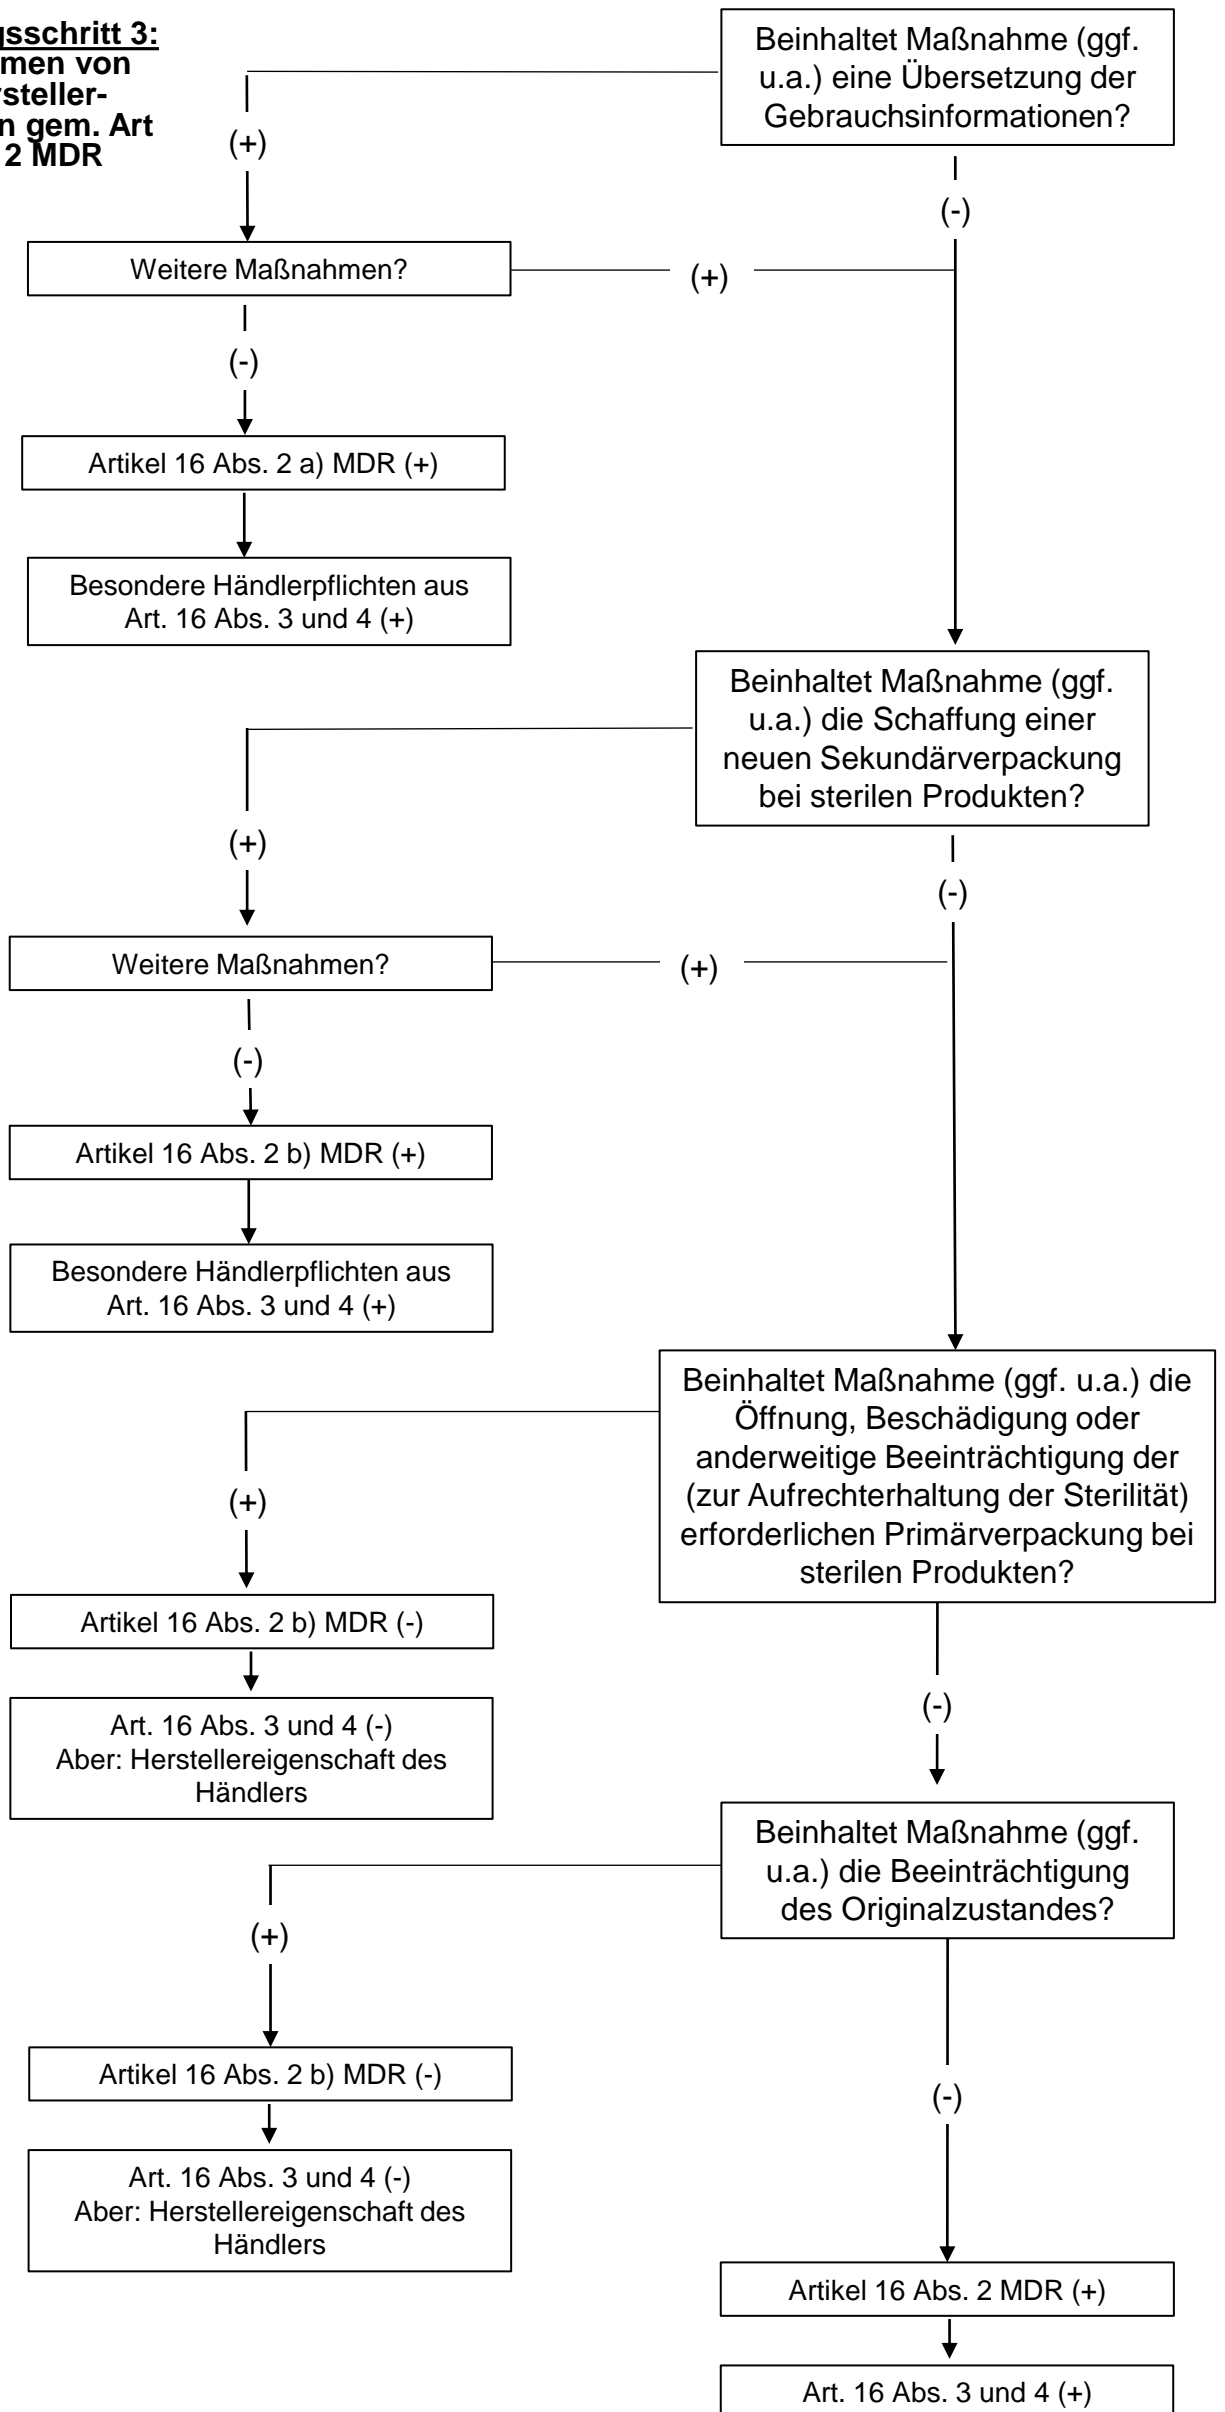 gsschritt 3:
men von
rsteller-
n gem. Art
2 MDR
Beinhaltet Maßnahme (ggf.
u.a.) eine Übersetzung der
Gebrauchsinformationen?
(+)
(-)
Weitere Maßnahmen?
(+)
(-)
Artikel 16 Abs. 2 a) MDR (+)
Besondere Händlerpflichten aus
Art. 16 Abs. 3 und 4 (+)
Beinhaltet Maßnahme (ggf.
u.a.) die Schaffung einer
neuen Sekundärverpackung
bei sterilen Produkten?
(+)
(-)
Weitere Maßnahmen?
(+)
(-)
Artikel 16 Abs. 2 b) MDR (+)
Besondere Händlerpflichten aus
Art. 16 Abs. 3 und 4 (+)
Beinhaltet Maßnahme (ggf. u.a.) die
Öffnung, Beschädigung oder
anderweitige Beeinträchtigung der
(zur Aufrechterhaltung der Sterilität)
erforderlichen Primärverpackung bei
sterilen Produkten?
(+)
Artikel 16 Abs. 2 b) MDR (-)
Art. 16 Abs. 3 und 4 (-)
Aber: Herstellereigenschaft des
Händlers
(-)
Beinhaltet Maßnahme (ggf.
u.a.) die Beeinträchtigung
des Originalzustandes?
(+)
Artikel 16 Abs. 2 b) MDR (-)
Art. 16 Abs. 3 und 4 (-)
Aber: Herstellereigenschaft des
Händlers
(-)
Artikel 16 Abs. 2 MDR (+)
Art. 16 Abs. 3 und 4 (+)